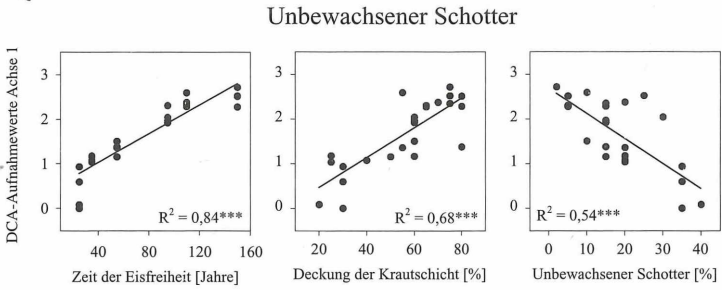 Unbewachsener Schotter
DCA-Aufnahmewerte Achse 1
3
2
1
0
R² = 0,84***
40 80 120 160
Zeit der Eisfreiheit [Jahre]
3
2
1
0
R² = 0,68***
20 40 60 80
Deckung der Krautschicht [%]
3
2
1
0
R² = 0,54***
0 10 20 30 40
Unbewachsener Schotter [%]